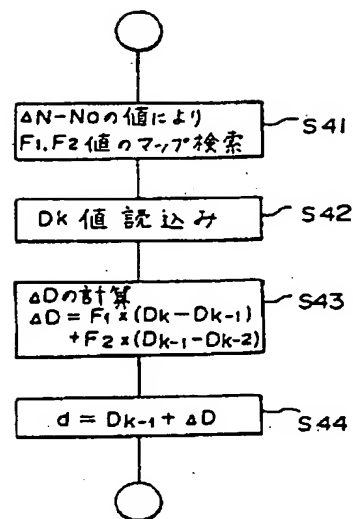 ΔN-N0の値により
F1.F2値のマップ検索
S41
Dk値読込み
S42
ΔDの計算
ΔD = F1×(Dk-Dk-1)
+F2×(Dk-1-Dk-2)
S43
d = Dk-1 + ΔD
S44